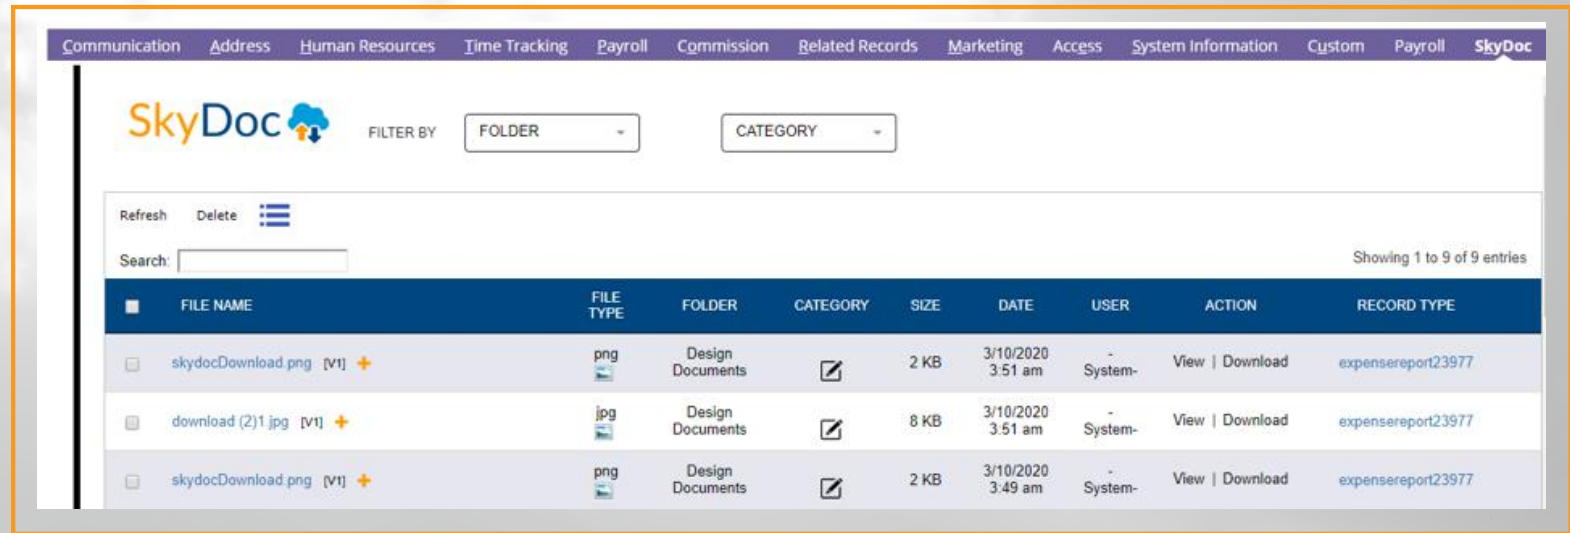 Communication Address Human Resources Time Tracking Payroll Commission Related Records Marketing Access System Information Custom Payroll SkyDoc
SkyDoc FILTER BY FOLDER CATEGORY
Refresh Delete
Search: Showing 1 to 9 of 9 entries
FILE NAME FILE TYPE FOLDER CATEGORY SIZE DATE USER ACTION RECORD TYPE
skydocDownload.png [V1] + png Design Documents 2 KB 3/10/2020 3:51 am -System- View | Download expensereport23977
download (2)1.jpg [V1] + jpg Design Documents 8 KB 3/10/2020 3:51 am -System- View | Download expensereport23977
skydocDownload.png [V1] + png Design Documents 2 KB 3/10/2020 3:49 am -System- View | Download expensereport23977